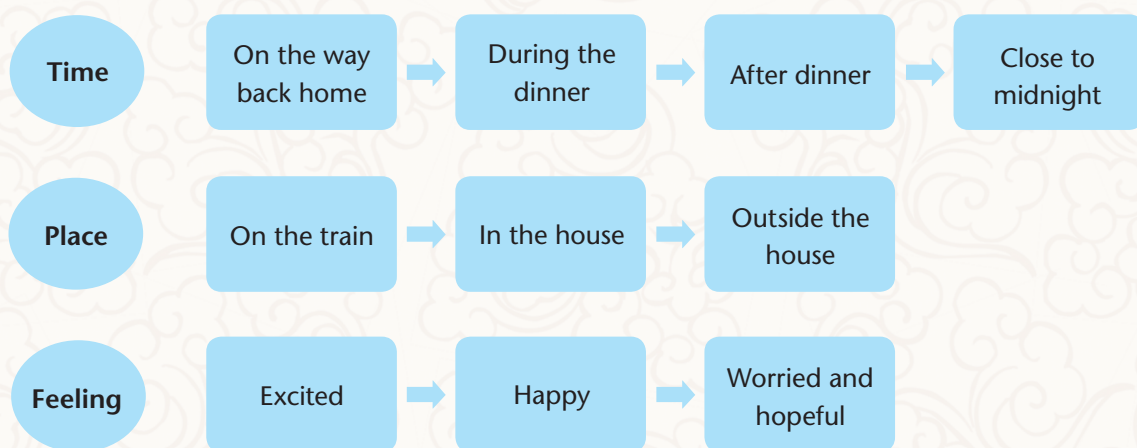 Time
On the way
back home
During the
dinner
After dinner
Close to
midnight
Place
On the train
In the house
Outside the
house
Feeling
Excited
Happy
Worried and
hopeful